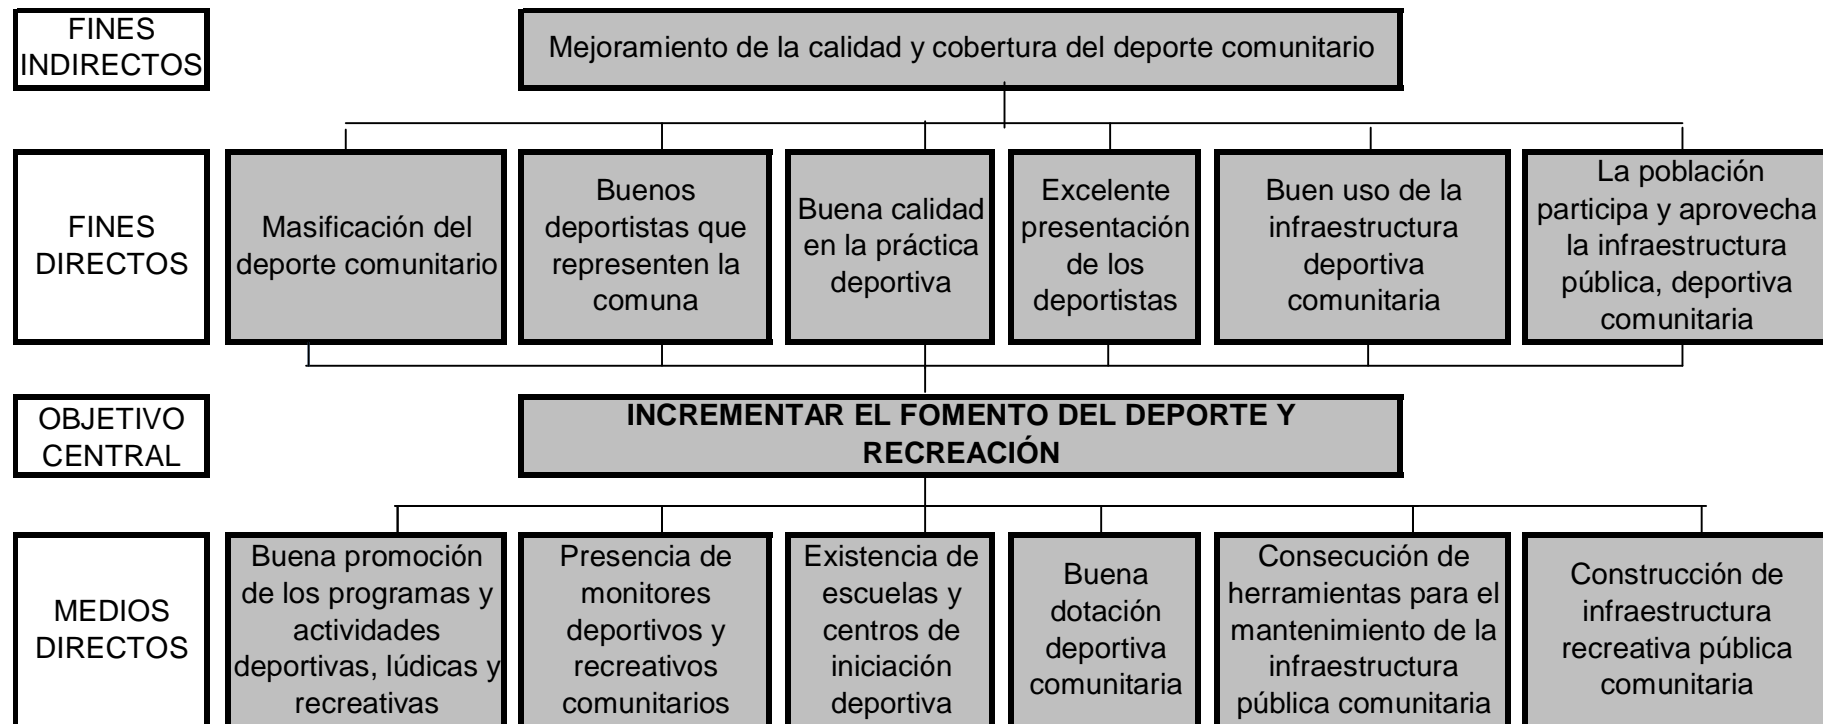 FINES
INDIRECTOS
Mejoramiento de la calidad y cobertura del deporte comunitario
FINES
DIRECTOS
Masificación del
deporte comunitario
Buenos
deportistas que
representen la
comuna
Buena calidad
en la práctica
deportiva
Excelente
presentación
de los
deportistas
Buen uso de la
infraestructura
deportiva
comunitaria
La población
participa y aprovecha
la infraestructura
pública, deportiva
comunitaria
OBJETIVO
CENTRAL
INCREMENTAR EL FOMENTO DEL DEPORTE Y
RECREACIÓN
MEDIOS
DIRECTOS
Buena promoción
de los programas y
actividades
deportivas, lúdicas y
recreativas
Presencia de
monitores
deportivos y
recreativos
comunitarios
Existencia de
escuelas y
centros de
iniciación
deportiva
Buena
dotación
deportiva
comunitaria
Consecución de
herramientas para el
mantenimiento de la
infraestructura
pública comunitaria
Construcción de
infraestructura
recreativa pública
comunitaria